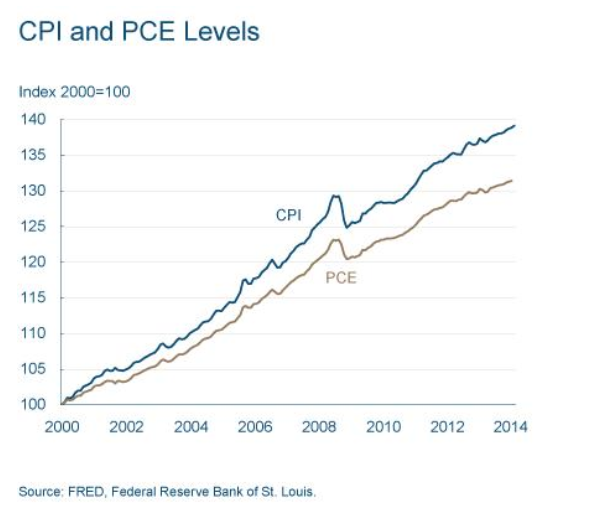 CPI and PCE Levels
Index 2000=100
140
135
130
125
CPI
120
PCE
115
110
105
100
2000 2002 2004 2006 2008 2010 2012 2014
Source: FRED, Federal Reserve Bank of St. Louis.